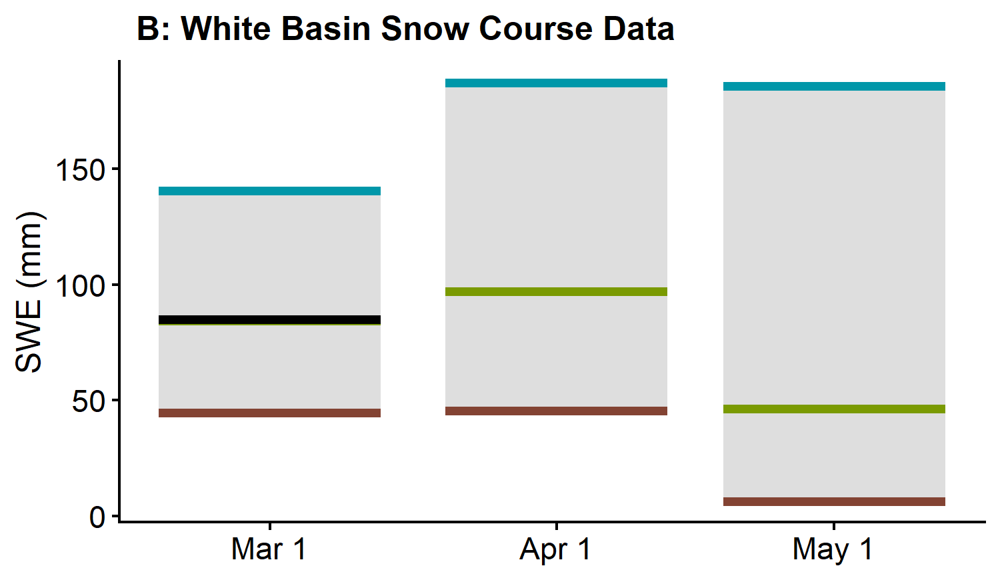 B: White Basin Snow Course Data
SWE (mm)
150
100
50
0
Mar 1
Apr 1
May 1